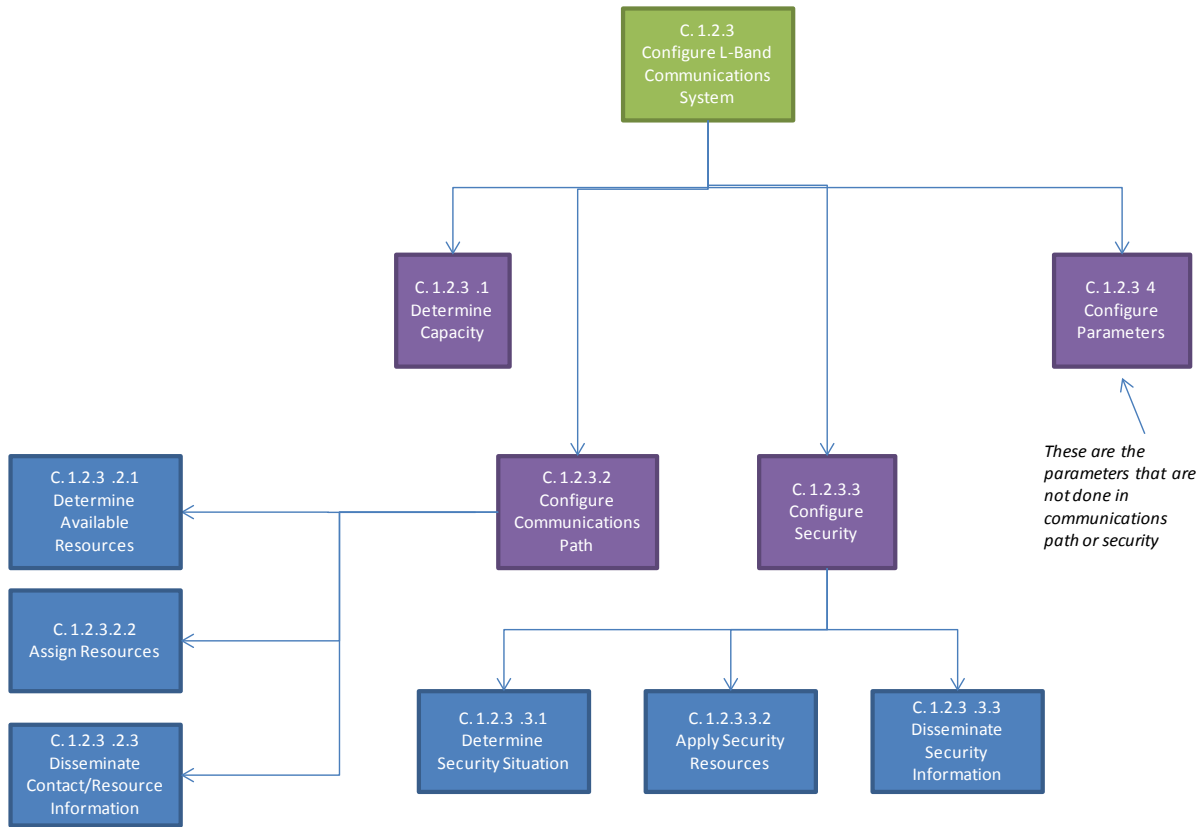 C. 1.2.3
Configure L-Band
Communications
System
C. 1.2.3 .1
Determine
Capacity
C. 1.2.3 4
Configure
Parameters
These are the
parameters that are
not done in
communications
path or security
C. 1.2.3.2
Configure
Communications
Path
C. 1.2.3.3
Configure
Security
C. 1.2.3 .2.1
Determine
Available
Resources
C. 1.2.3.2.2
Assign Resources
C. 1.2.3 .2.3
Disseminate
Contact/Resource
Information
C. 1.2.3 .3.1
Determine
Security Situation
C. 1.2.3.3.2
Apply Security
Resources
C. 1.2.3 .3.3
Disseminate
Security
Information